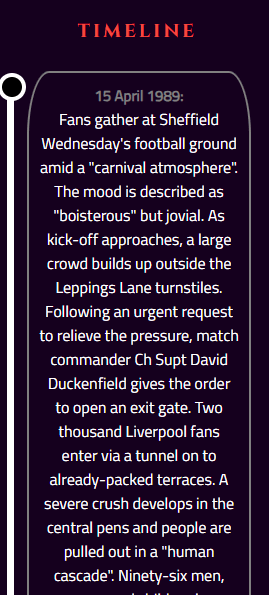 TIMELINE
15 April 1989:
Fans gather at Sheffield
Wednesday's football ground
amid a "carnival atmosphere".
The mood is described as
"boisterous" but jovial. As
kick-off approaches, a large
crowd builds up outside the
Leppings Lane turnstiles.
Following an urgent request
to relieve the pressure, match
commander Ch Supt David
Duckenfield gives the order
to open an exit gate. Two
thousand Liverpool fans
enter via a tunnel on to
already-packed terraces. A
severe crush develops in the
central pens and people are
pulled out in a "human
cascade". Ninety-six men,